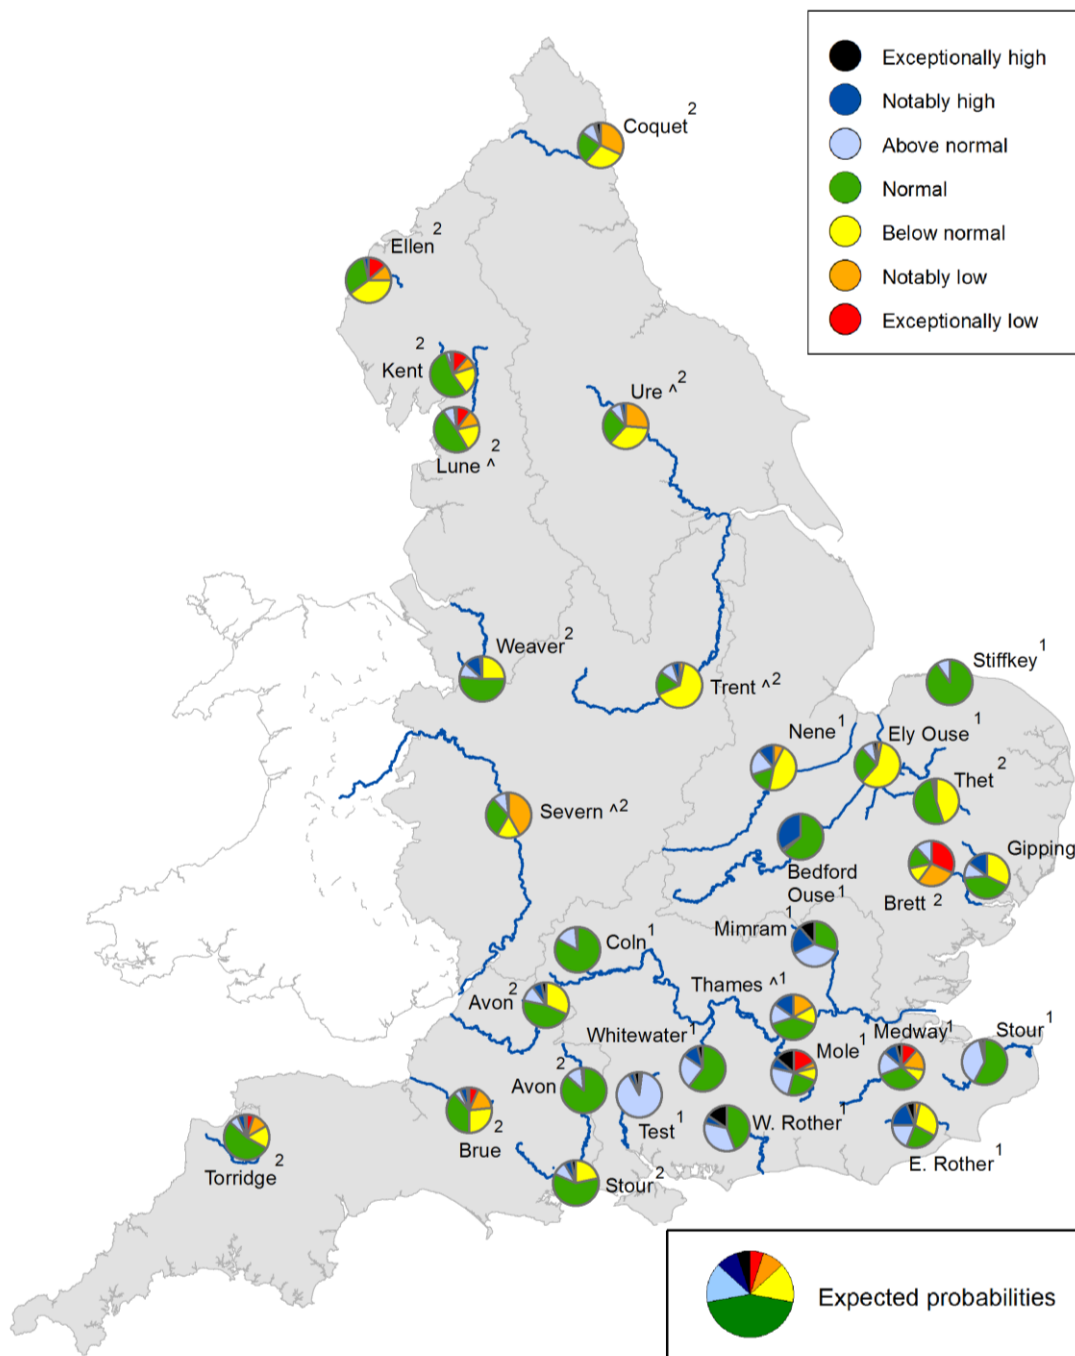 Exceptionally high
Notably high
Above normal
Normal
Below normal
Notably low
Exceptionally low
Coquet 2
Ellen 2
Kent 2
Ure ^2
Lune ^ 2
Weaver 2
Trent ^2
Stiffkey 1
Nene 1
Ely Ouse 1
Thet 2
Severn ^2
Gipping
Bedford
Ouse 1
Brett 2
Mimram 1
Coln 1
Avon 2
Thames ^1
Whitewater 1
Mole 1
Medway 1
Stour 1
Avon 2
Test 1
W. Rother 1
E. Rother 1
Brue 2
Torridge 2
Stour 2
Expected probabilities